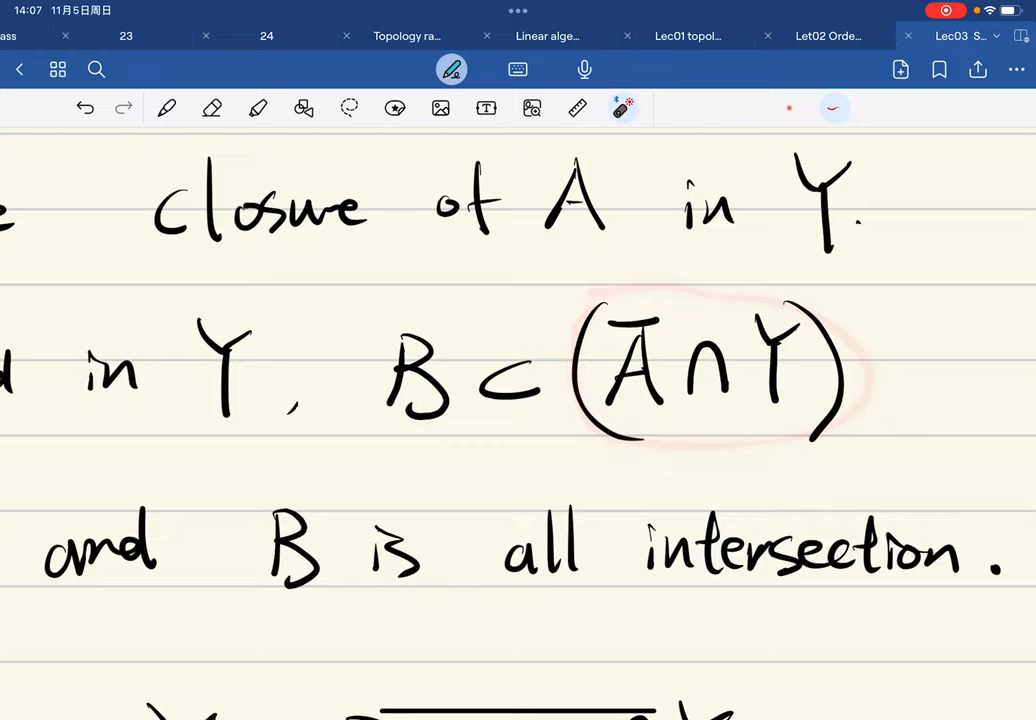 14:07 11月5日周日
ass 23 24 Topology ra... Linear alge... Lec01 topol... Let02 Orde... Lec03 S...
closure of A in Y.
in Y, B ⊂ (A̅ ∩ Y)
and B is all intersection.